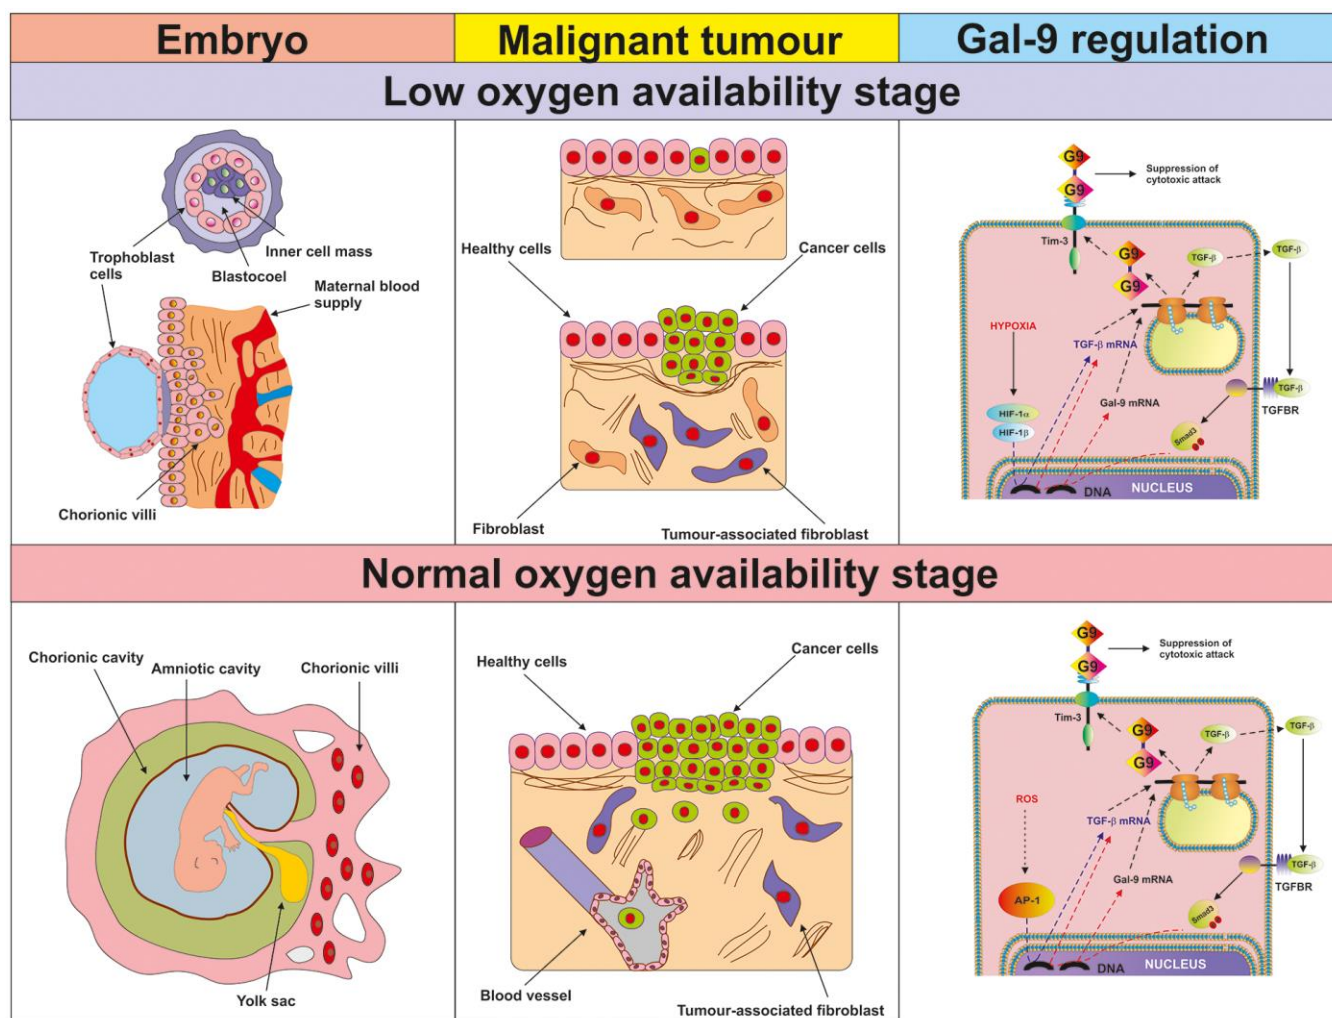 Embryo
Malignant tumour
Gal-9 regulation
Low oxygen availability stage
Trophoblast
cells
Inner cell mass
Blastocoel
Maternal blood
supply
Chorionic villi
Healthy cells
Cancer cells
Fibroblast
Tumour-associated fibroblast
G9
G9
Suppression of
cytotoxic attack
Tim-3
G9
G9
TGF-β
TGF-β
HYPOXIA
TGF-β mRNA
Gal-9 mRNA
HIF-1α
HIF-1β
TGF-β
TGFBR
Smad3
DNA
NUCLEUS
Normal oxygen availability stage
Chorionic cavity
Amniotic cavity
Chorionic villi
Yolk sac
Healthy cells
Cancer cells
Blood vessel
Tumour-associated fibroblast
G9
G9
Suppression of
cytotoxic attack
Tim-3
G9
G9
TGF-β
TGF-β
ROS
TGF-β mRNA
Gal-9 mRNA
AP-1
TGF-β
TGFBR
Smad3
DNA
NUCLEUS